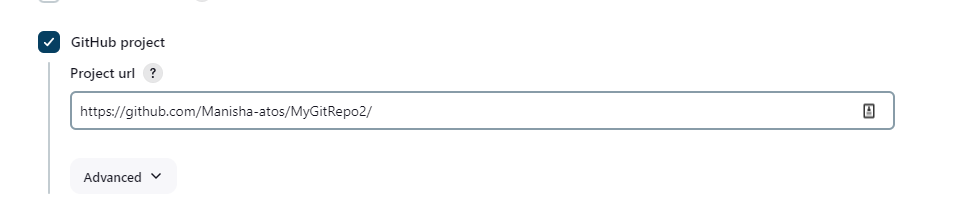 GitHub project
Project url ?
https://github.com/Manisha-atos/MyGitRepo2/
Advanced